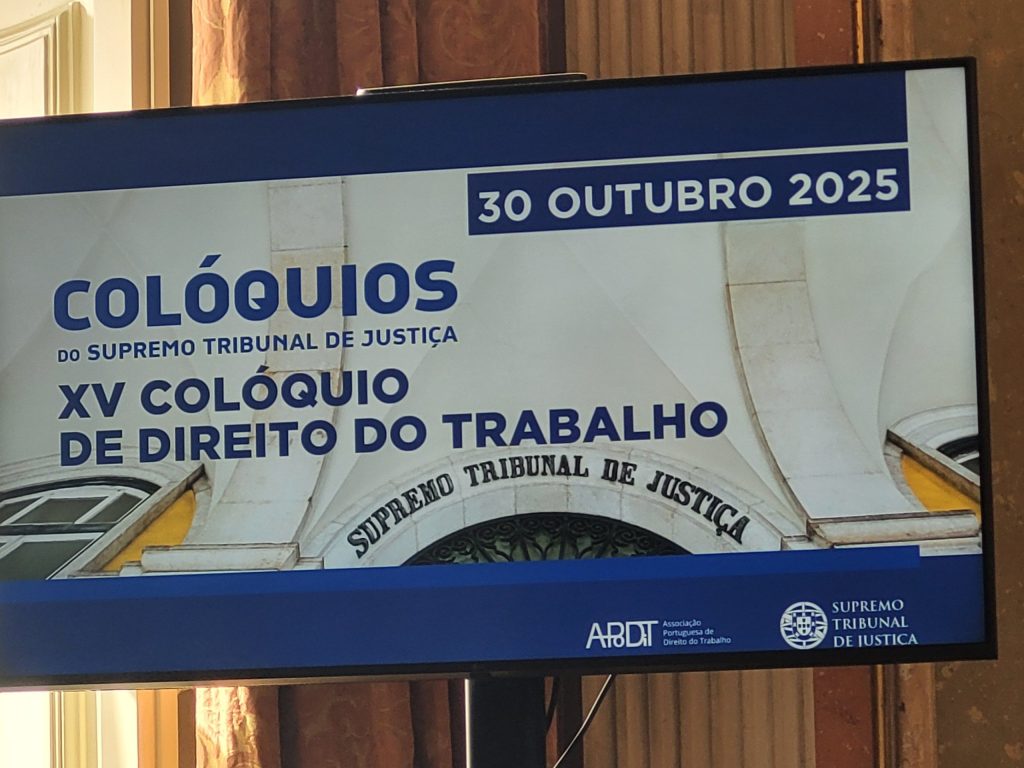 30 OUTUBRO 2025
COLÓQUIOS
DO SUPREMO TRIBUNAL DE JUSTIÇA
XV COLÓQUIO
DE DIREITO DO TRABALHO
SUPREMO TRIBUNAL DE JUSTIÇA
APODIT
Associação
Portuguesa de
Direito do Trabalho
SUPREMO
TRIBUNAL
DE JUSTIÇA